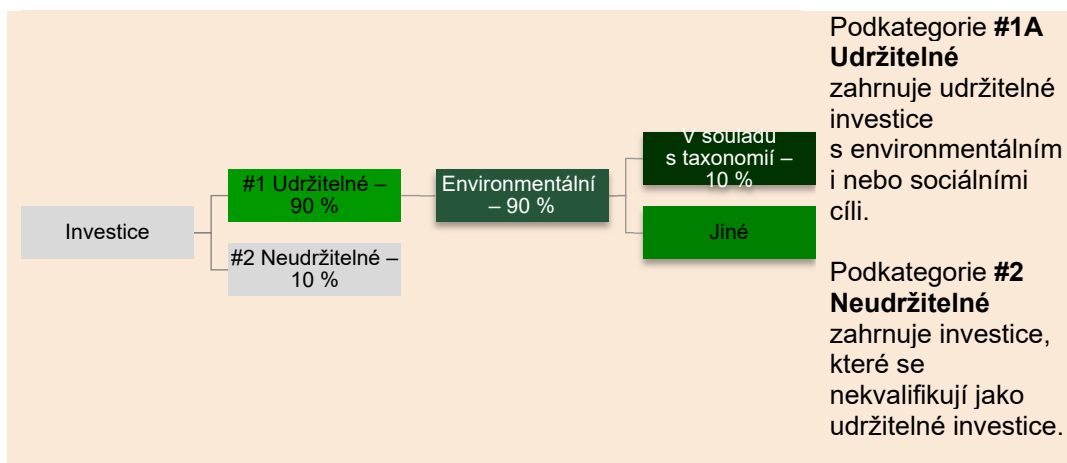 Investice
#1 Udržitelné –
90 %
#2 Neudržitelné –
10 %
Environmentální
– 90 %
V souladu
s taxonomií –
10 %
Jiné
Podkategorie #1A
Udržitelné
zahrnuje udržitelné
investice
s environmentálním
i nebo sociálními
cíli.
Podkategorie #2
Neudržitelné
zahrnuje investice,
které se
nekvalifikují jako
udržitelné investice.